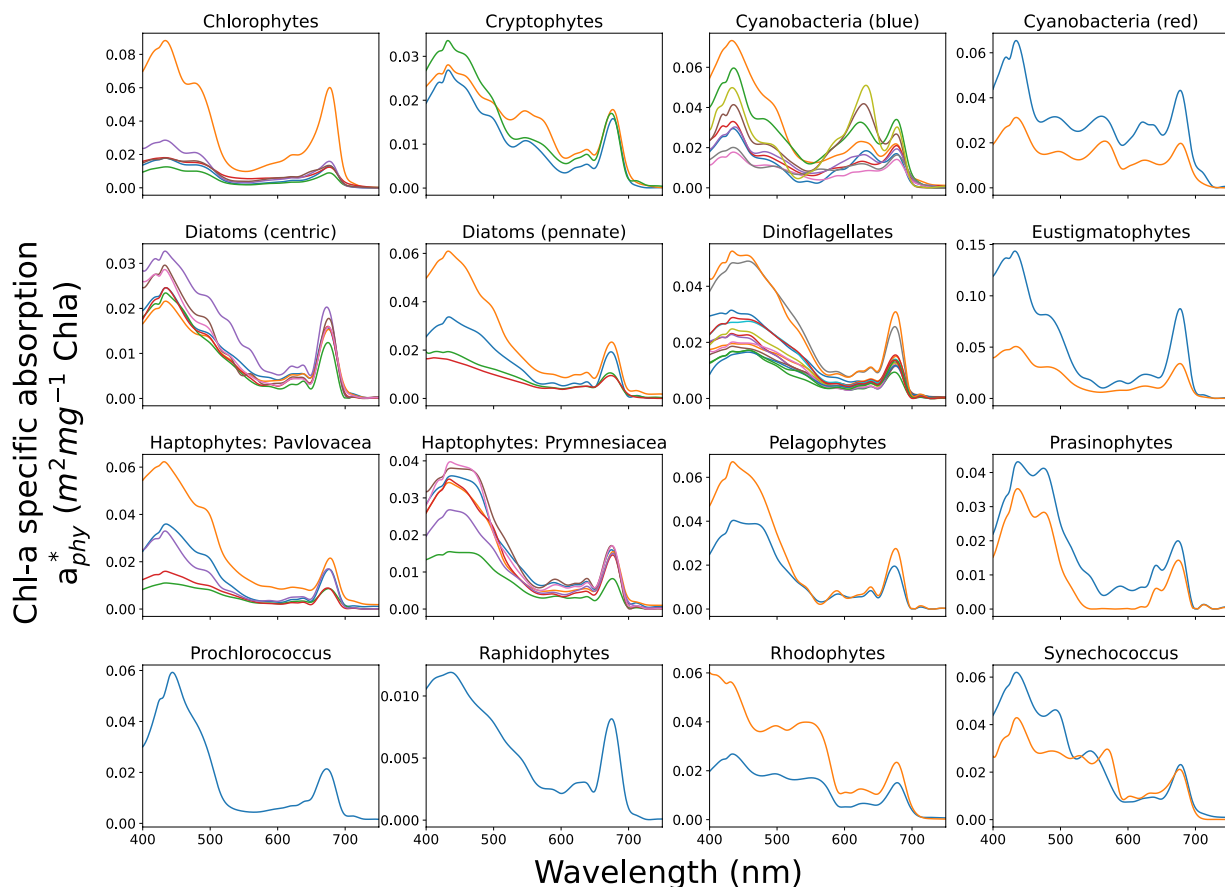 Chlorophytes
Cryptophytes
Cyanobacteria (blue)
Cyanobacteria (red)
0.08
0.06
0.04
0.02
0.00
0.03
0.02
0.01
0.00
0.06
0.04
0.02
0.00
0.06
0.04
0.02
0.00
Diatoms (centric)
Diatoms (pennate)
Dinoflagellates
Eustigmatophytes
0.03
0.02
0.01
0.00
0.06
0.04
0.02
0.00
0.04
0.02
0.00
0.15
0.10
0.05
0.00
Haptophytes: Pavlovacea
Haptophytes: Prymnesiacea
Pelagophytes
Prasinophytes
0.06
0.04
0.02
0.00
0.04
0.03
0.02
0.01
0.00
0.06
0.04
0.02
0.00
0.04
0.02
0.00
Prochlorococcus
Raphidophytes
Rhodophytes
Synechococcus
0.06
0.04
0.02
0.00
0.010
0.005
0.000
0.06
0.04
0.02
0.00
0.06
0.04
0.02
0.00
400 500 600 700
400 500 600 700
400 500 600 700
400 500 600 700
Wavelength (nm)
Chl-a specific absorption
a*phy (m² mg⁻¹ Chla)